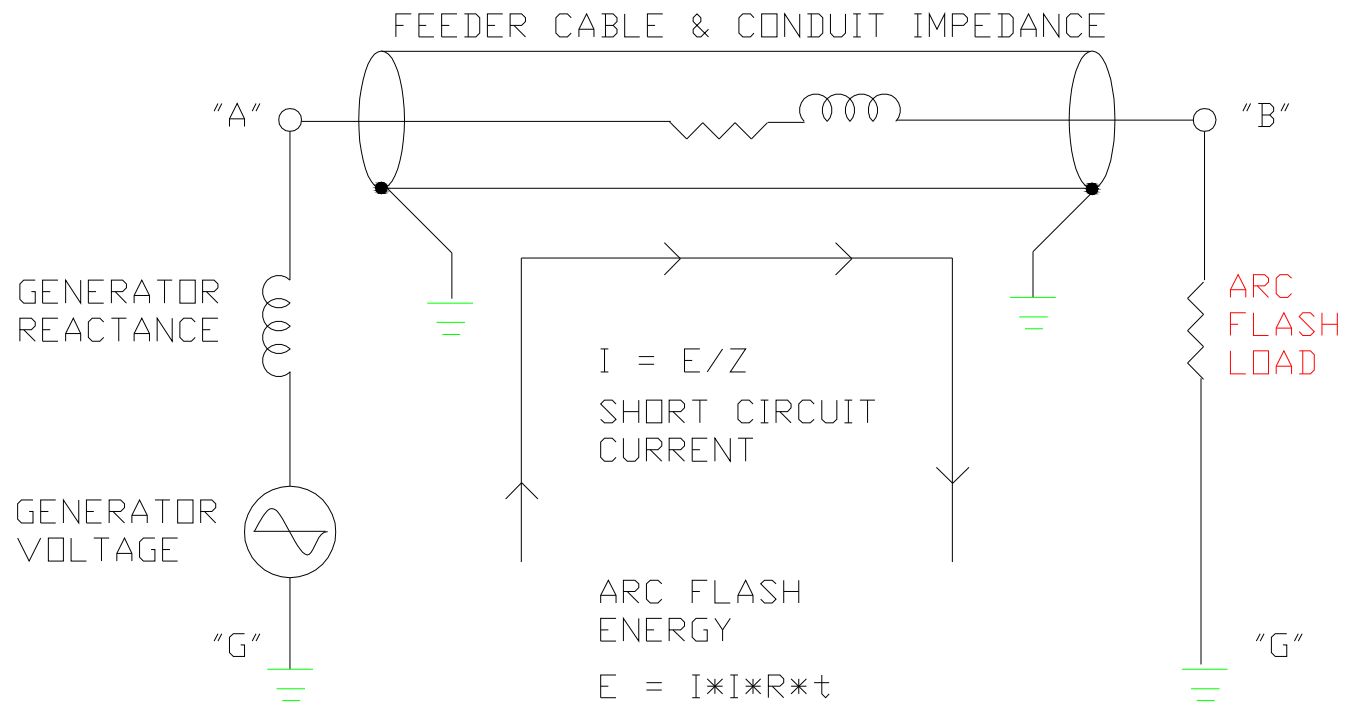 FEEDER CABLE & CONDUIT IMPEDANCE
"A"
"B"
GENERATOR
REACTANCE
ARC
FLASH
LOAD
I = E/Z
SHORT CIRCUIT
CURRENT
GENERATOR
VOLTAGE
ARC FLASH
ENERGY
"G"
"G"
E = I*I*R*t